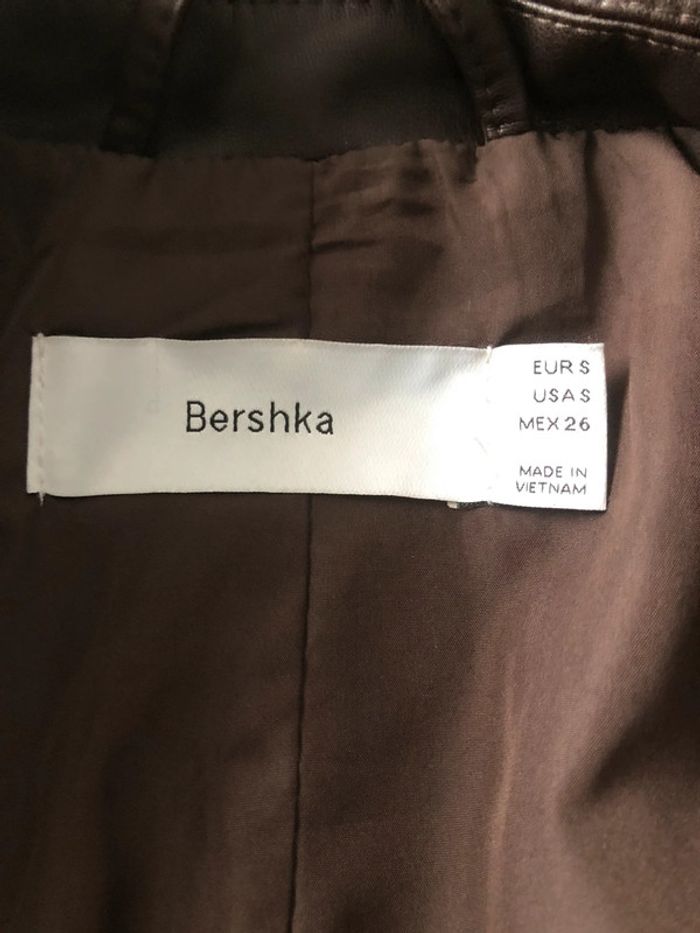 Bershka
EUR S
USA S
MEX 26
MADE IN
VIETNAM